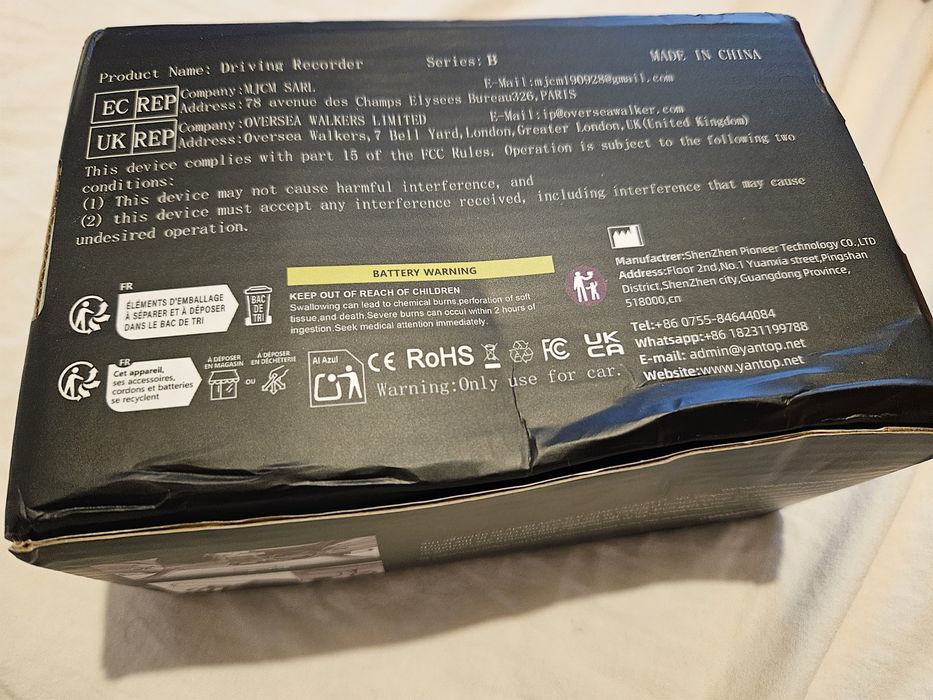 Product Name: Driving Recorder
Series: B
MADE IN CHINA
EC REP
Company:MJCM SARL
E-Mail:mjcm190928@gmail.com
Address:78 avenue des Champs Elysees Bureau326,PARIS
UK REP
Company:OVERSEA WALKERS LIMITED
E-Mail:ip@overseawalker.com
Address:Oversea Walkers,7 Bell Yard,London,Greater London,UK(United Kingdom)
This device complies with part 15 of the FCC Rules. Operation is subject to the following two
conditions:
(1) This device may not cause harmful interference, and
(2) this device must accept any interference received, including interference that may cause
undesired operation.
FR
ÉLÉMENTS D'EMBALLAGE
À SÉPARER ET À DÉPOSER
DANS LE BAC DE TRI
BAC
DE
TRI
BATTERY WARNING
KEEP OUT OF REACH OF CHILDREN
Swallowing can lead to chemical burns,perforation of soft
tissue,and death.Severe burns can occui within 2 hours of
ingestion.Seek medical attention immediately.
Manufactrer:ShenZhen Pioneer Technology CO.,LTD
Address:Floor 2nd,No.1 Yuanxia street,Pingshan
District,ShenZhen city,Guangdong Province,
518000,cn
Tel:+86 0755-84644084
Whatsapp:+86 18231199788
E-mail: admin@yantop.net
Website:www.yantop.net
FR
Cet appareil,
ses accessoires,
cordons et batteries
se recyclent
À DÉPOSER
EN MAGASIN
OU
À DÉPOSER
EN DÉCHÈTERIE
Al Azul
CE RoHS FC UK
CA
Warning:Only use for car.